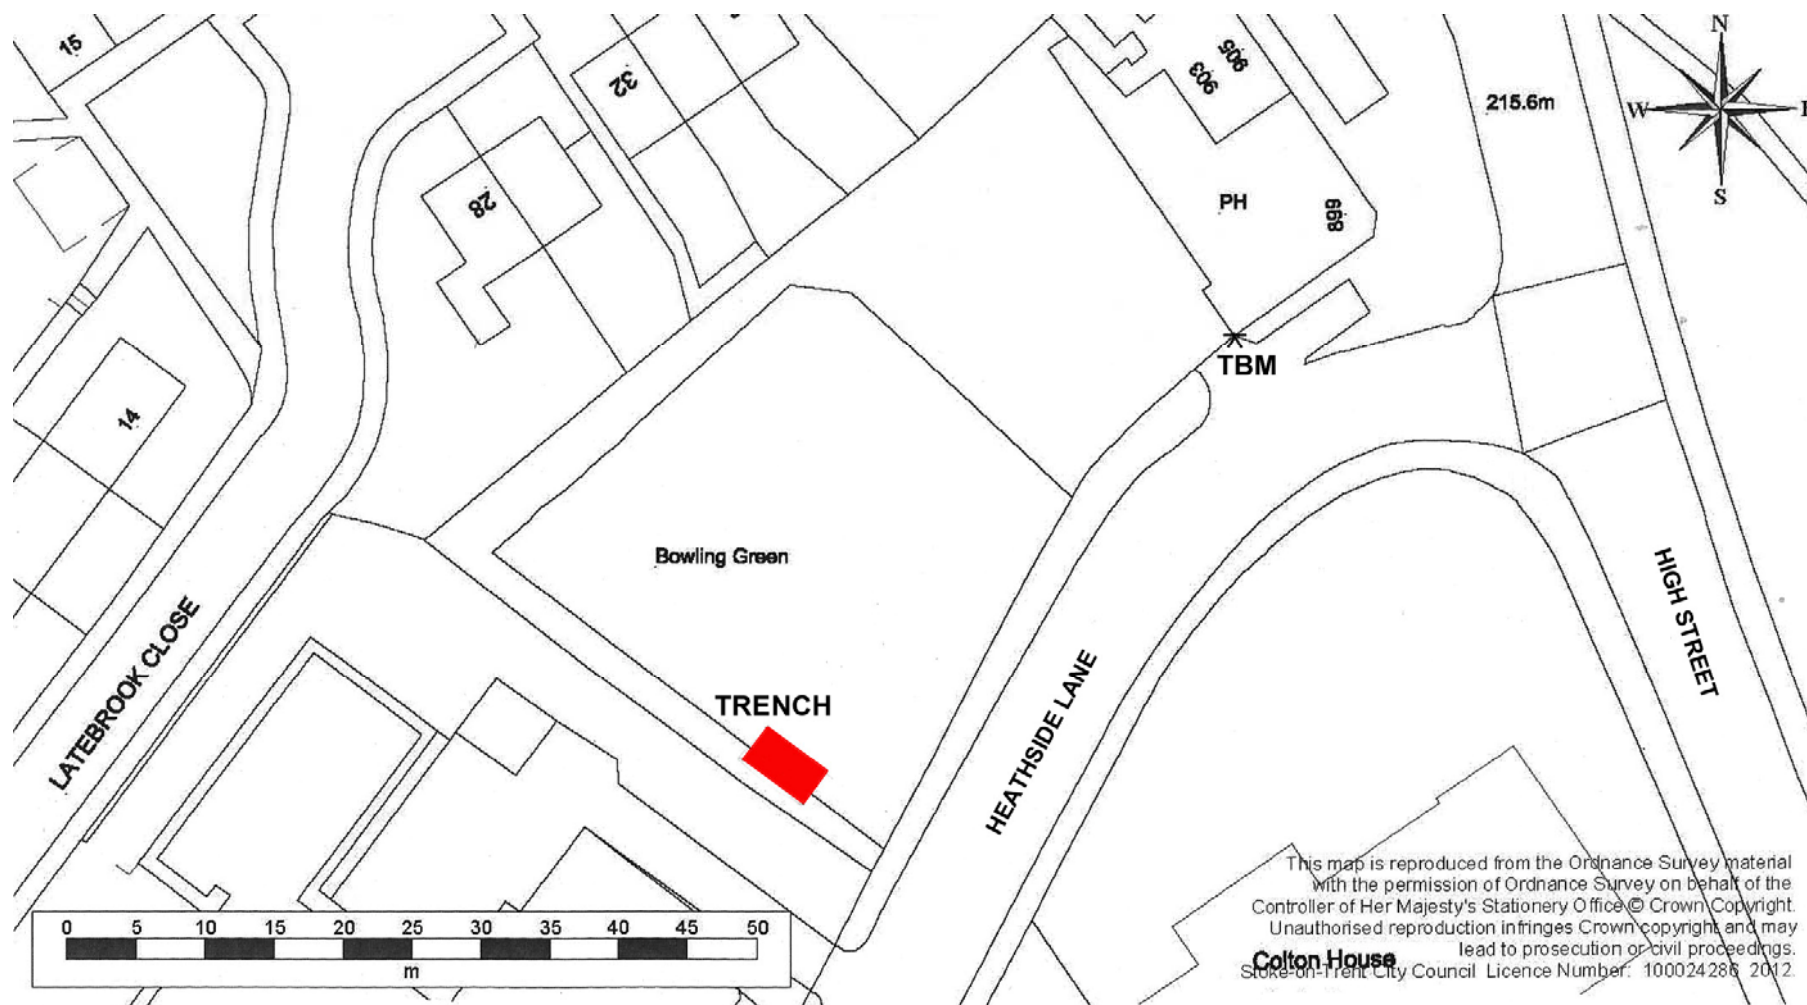 15
32
903
905
N
215.6m
W
E
S
28
PH
899
TBM
14
Bowling Green
HIGH STREET
LATEBROOK CLOSE
HEATHSIDE LANE
TRENCH
This map is reproduced from the Ordnance Survey material
with the permission of Ordnance Survey on behalf of the
Controller of Her Majesty's Stationery Office © Crown Copyright.
Unauthorised reproduction infringes Crown copyright and may
lead to prosecution or civil proceedings.
Colton House
Stoke-on-Trent City Council Licence Number: 100024286 2012.
0 5 10 15 20 25 30 35 40 45 50
m